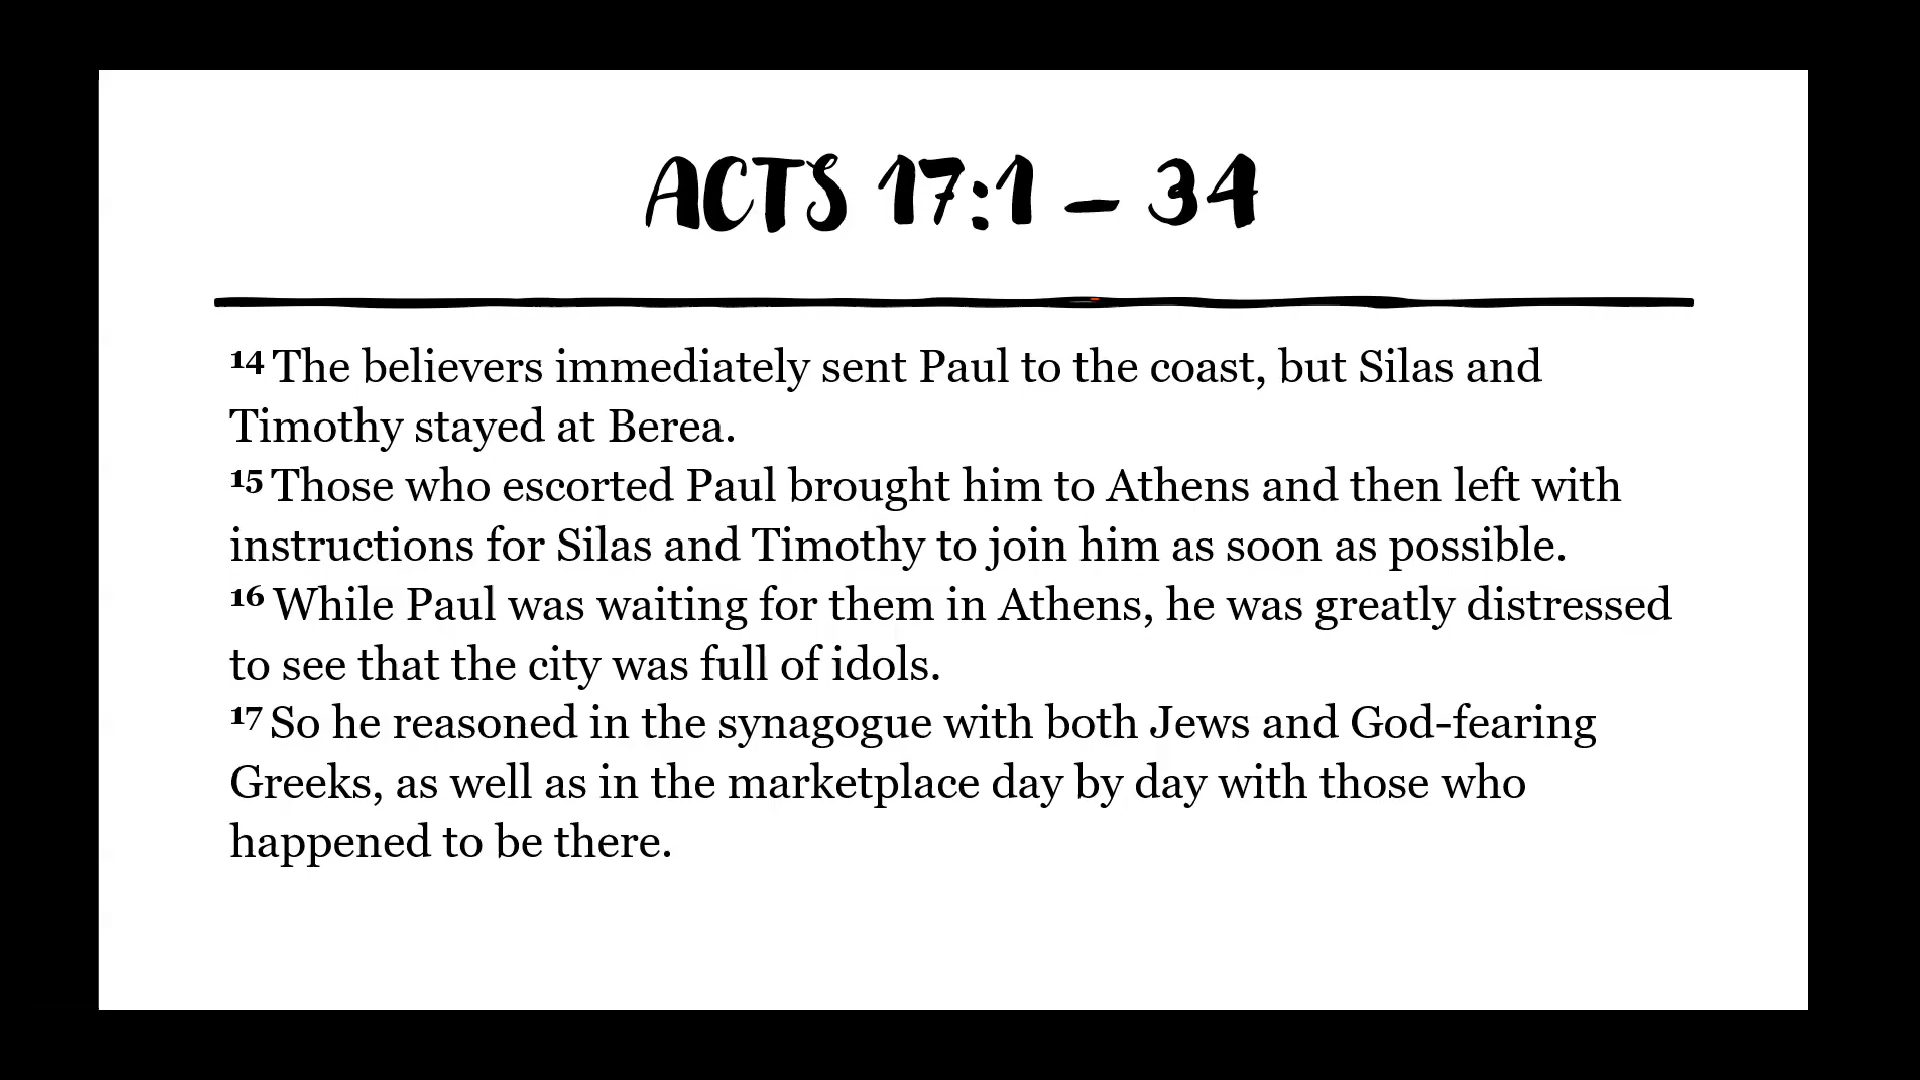 ACTS 17:1 – 34
14 The believers immediately sent Paul to the coast, but Silas and
Timothy stayed at Berea.
15 Those who escorted Paul brought him to Athens and then left with
instructions for Silas and Timothy to join him as soon as possible.
16 While Paul was waiting for them in Athens, he was greatly distressed
to see that the city was full of idols.
17 So he reasoned in the synagogue with both Jews and God-fearing
Greeks, as well as in the marketplace day by day with those who
happened to be there.